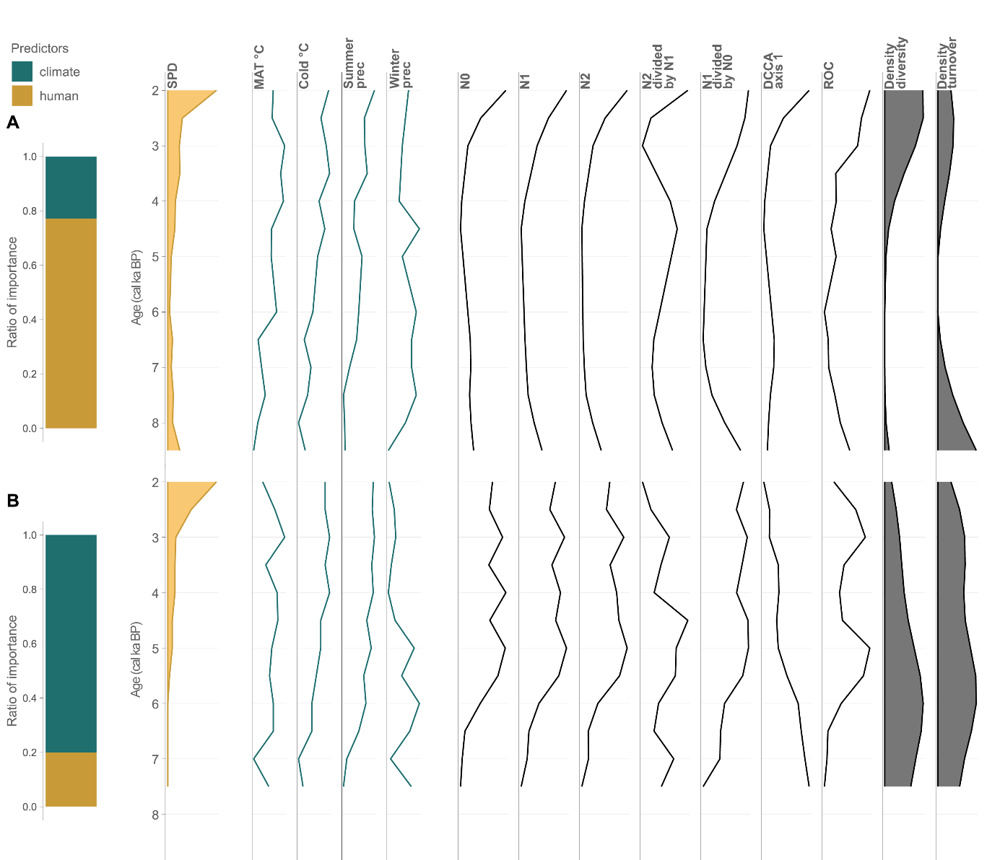 Predictors
climate
human
SPD
MAT °C
Cold °C
Summer
prec
Winter
prec
N0
N1
N2
N2
divided
by N1
N1
divided
by N0
DCCA
axis 1
ROC
Density
diversity
Density
turnover
A
Ratio of importance
1.0
0.8
0.6
0.4
0.2
0.0
Age (cal ka BP)
2
3
4
5
6
7
8
B
Ratio of importance
1.0
0.8
0.6
0.4
0.2
0.0
Age (cal ka BP)
2
3
4
5
6
7
8